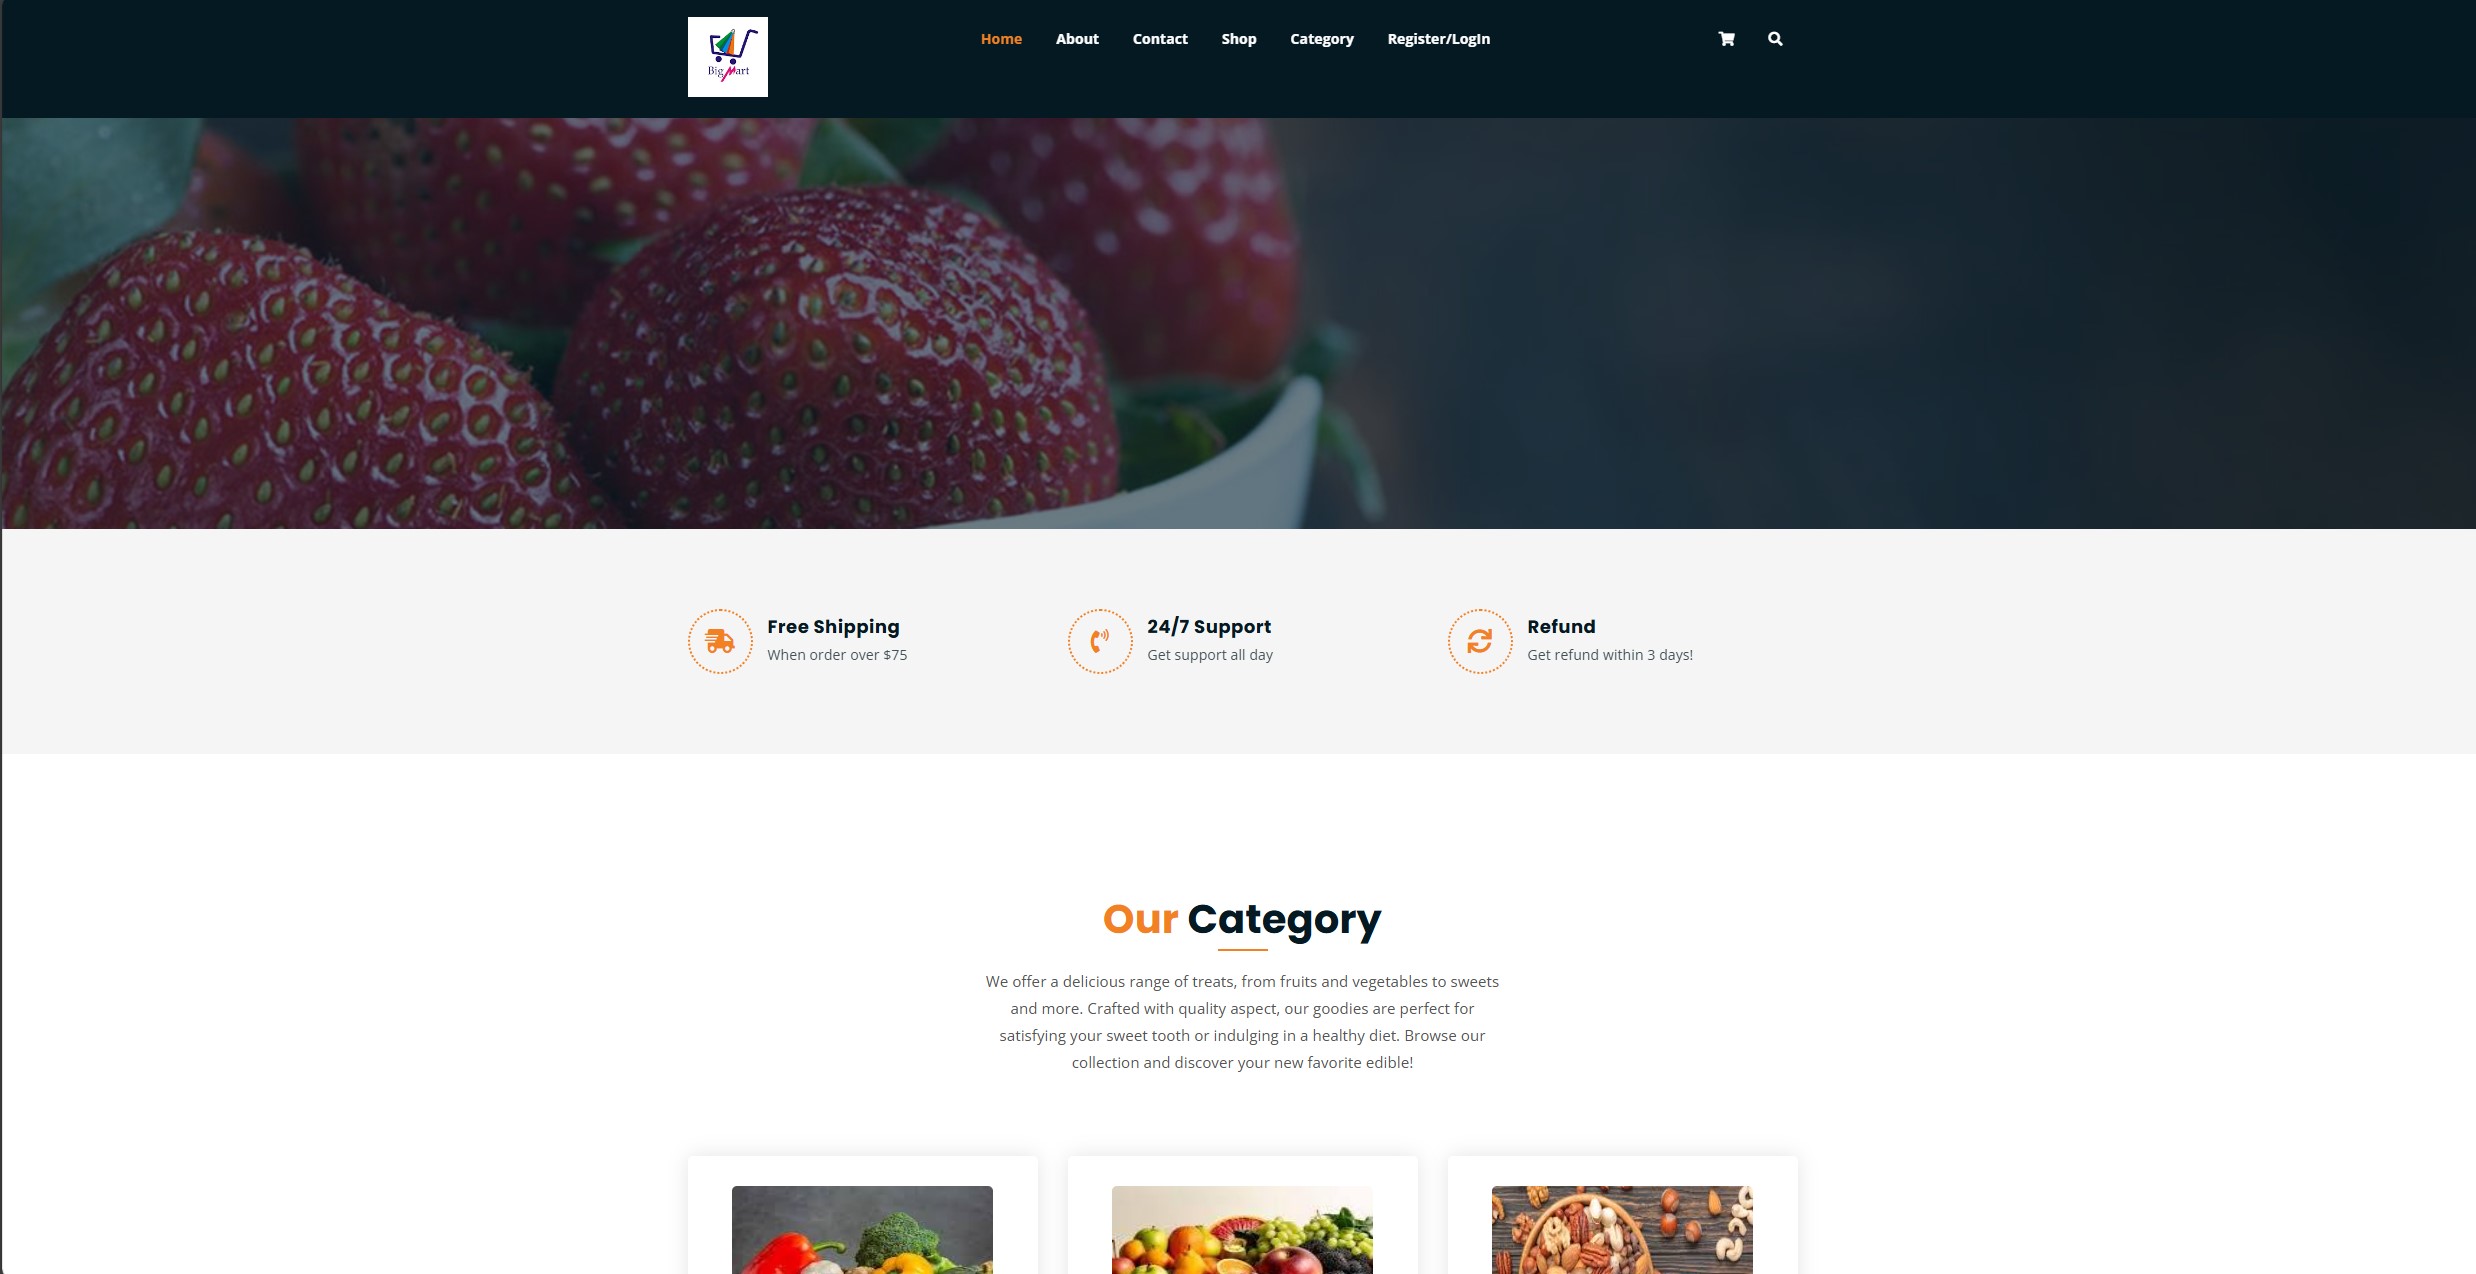 Big Mart
Home About Contact Shop Category Register/LogIn
Free Shipping
When order over $75
24/7 Support
Get support all day
Refund
Get refund within 3 days!
Our Category
We offer a delicious range of treats, from fruits and vegetables to sweets
and more. Crafted with quality aspect, our goodies are perfect for
satisfying your sweet tooth or indulging in a healthy diet. Browse our
collection and discover your new favorite edible!